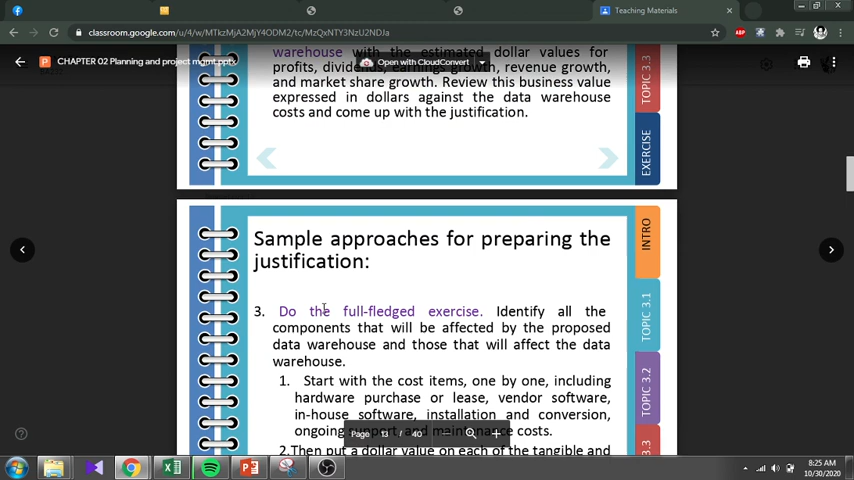 Teaching Materials
classroom.google.com/u/4/w/MTkzMjA2MjY4ODM2/tc/MzQxNTY3NzU2NDJa
ABP
CHAPTER 02 Planning and project mgmt.pptx
Open with CloudConvert
warehouse with the estimated dollar values for
profits, dividends, earnings growth, revenue growth,
and market share growth. Review this business value
expressed in dollars against the data warehouse
costs and come up with the justification.
TOPIC 3.3
EXERCISE
Sample approaches for preparing the
justification:
3. Do the full-fledged exercise. Identify all the
components that will be affected by the proposed
data warehouse and those that will affect the data
warehouse.
1. Start with the cost items, one by one, including
hardware purchase or lease, vendor software,
in-house software, installation and conversion,
ongoing support and maintenance costs.
2.Then put a dollar value on each of the tangible and
INTRO
TOPIC 3.1
TOPIC 3.2
3.3
Page 13 / 40
8:25 AM
10/30/2020